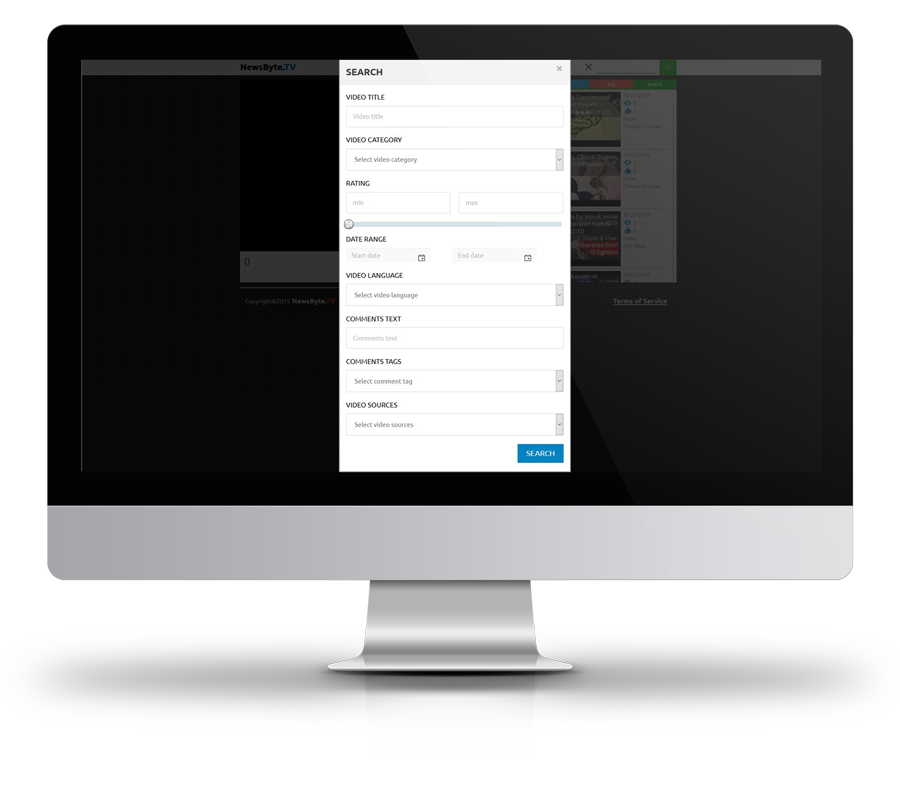 NewsByte.TV
SEARCH
×
VIDEO TITLE
Video title
VIDEO CATEGORY
Select video category
RATING
min
max
DATE RANGE
Start date
End date
VIDEO LANGUAGE
Select video language
COMMENTS TEXT
Comments text
COMMENTS TAGS
Select comment tag
VIDEO SOURCES
Select video sources
SEARCH
()
Copyright©2015 NewsByte.TV
Terms of Service